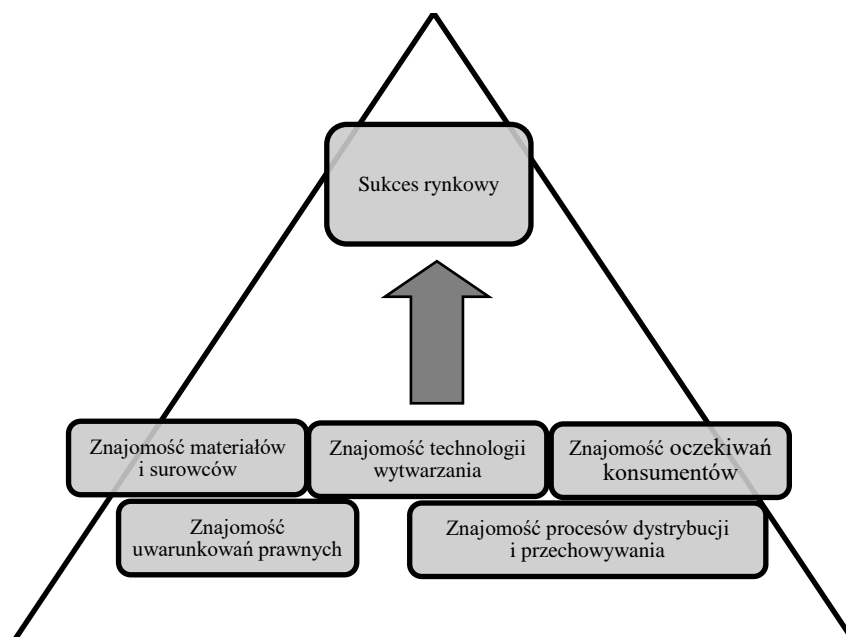 Sukces rynkowy
Znajomość materiałów
i surowców
Znajomość technologii
wytwarzania
Znajomość oczekiwań
konsumentów
Znajomość
uwarunkowań prawnych
Znajomość procesów dystrybucji
i przechowywania